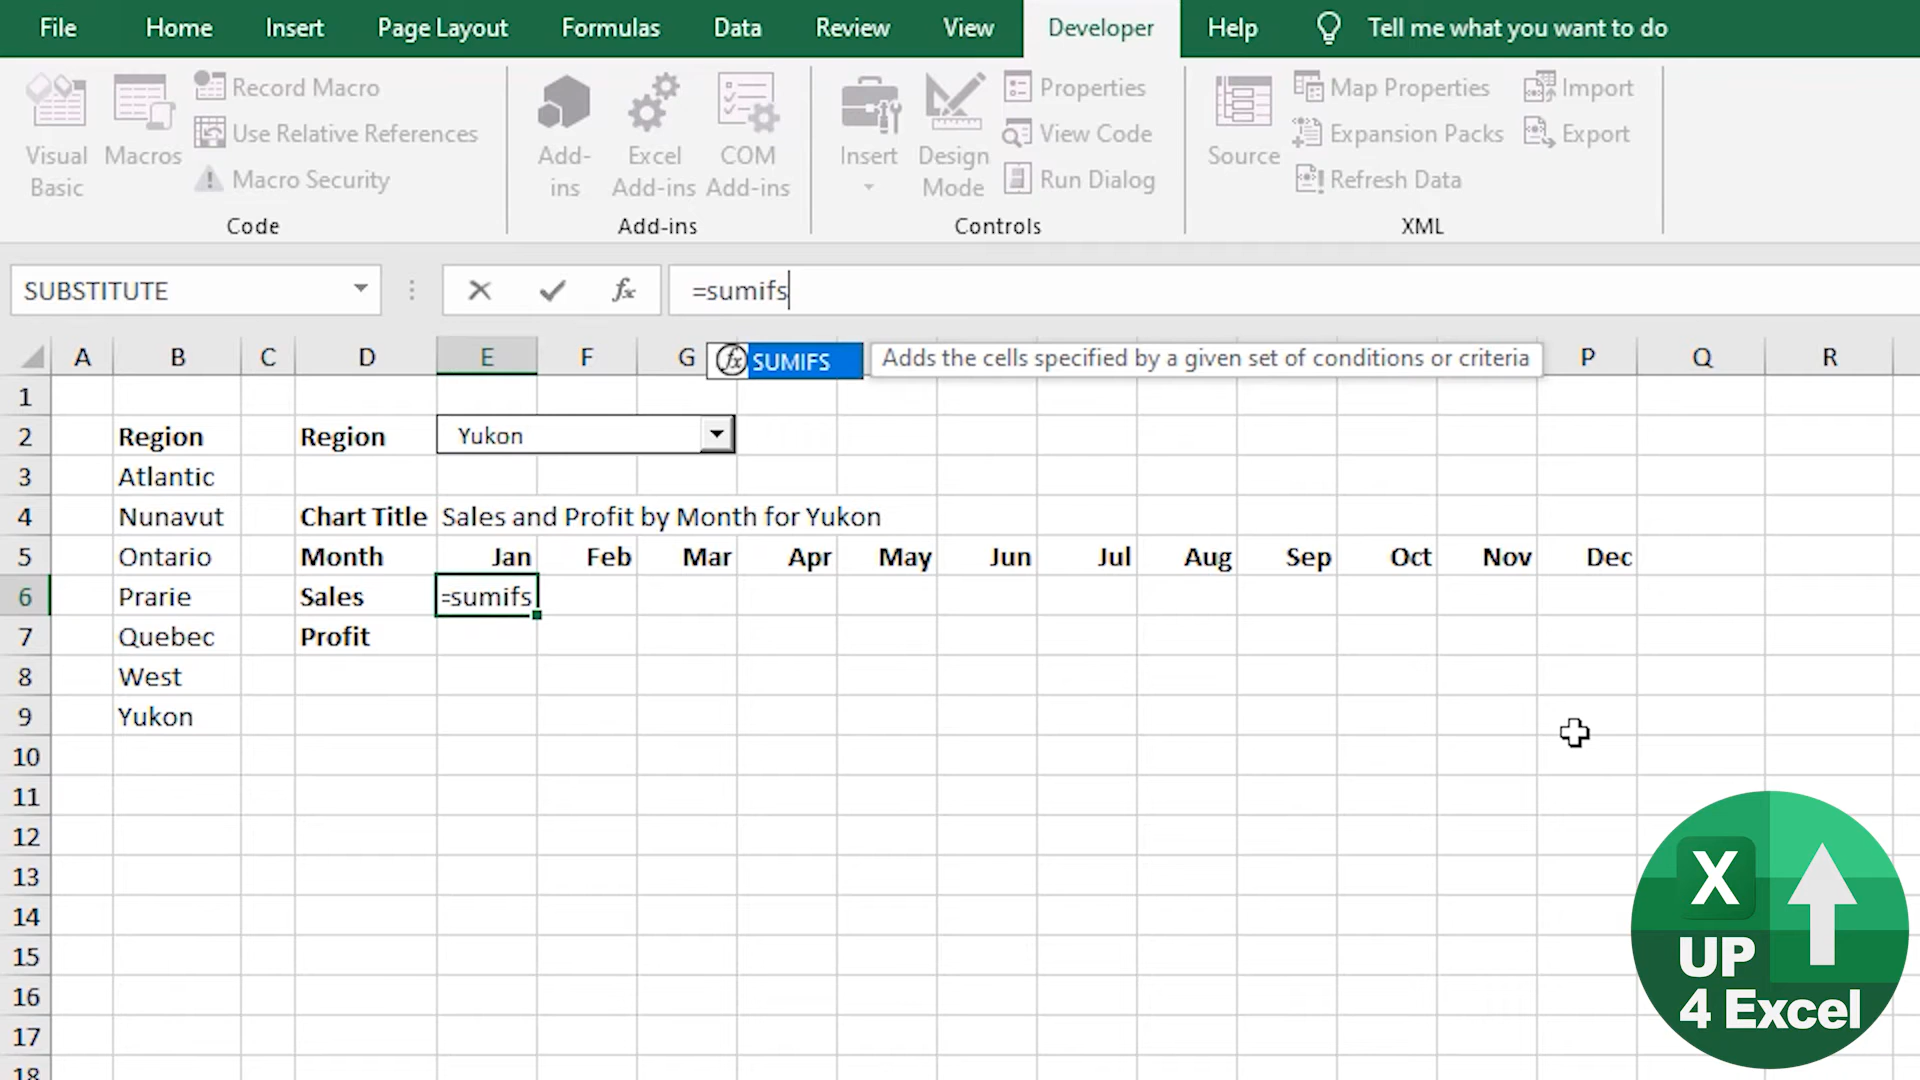 File Home Insert Page Layout Formulas Data Review View Developer Help Tell me what you want to do
Visual Basic
Macros
Record Macro
Use Relative References
Macro Security
Code
Add-ins
Excel Add-ins
COM Add-ins
Add-ins
Insert
Design Mode
Properties
View Code
Run Dialog
Controls
Source
Map Properties
Expansion Packs
Refresh Data
Import
Export
XML
SUBSTITUTE fx =sumifs
A B C D E F G fx SUMIFS Adds the cells specified by a given set of conditions or criteria P Q R
1
2 Region Region Yukon
3 Atlantic
4 Nunavut Chart Title Sales and Profit by Month for Yukon
5 Ontario Month Jan Feb Mar Apr May Jun Jul Aug Sep Oct Nov Dec
6 Prarie Sales =sumifs
7 Quebec Profit
8 West
9 Yukon
10
11
12
13
14
15
16
17
18
X
UP
4 Excel